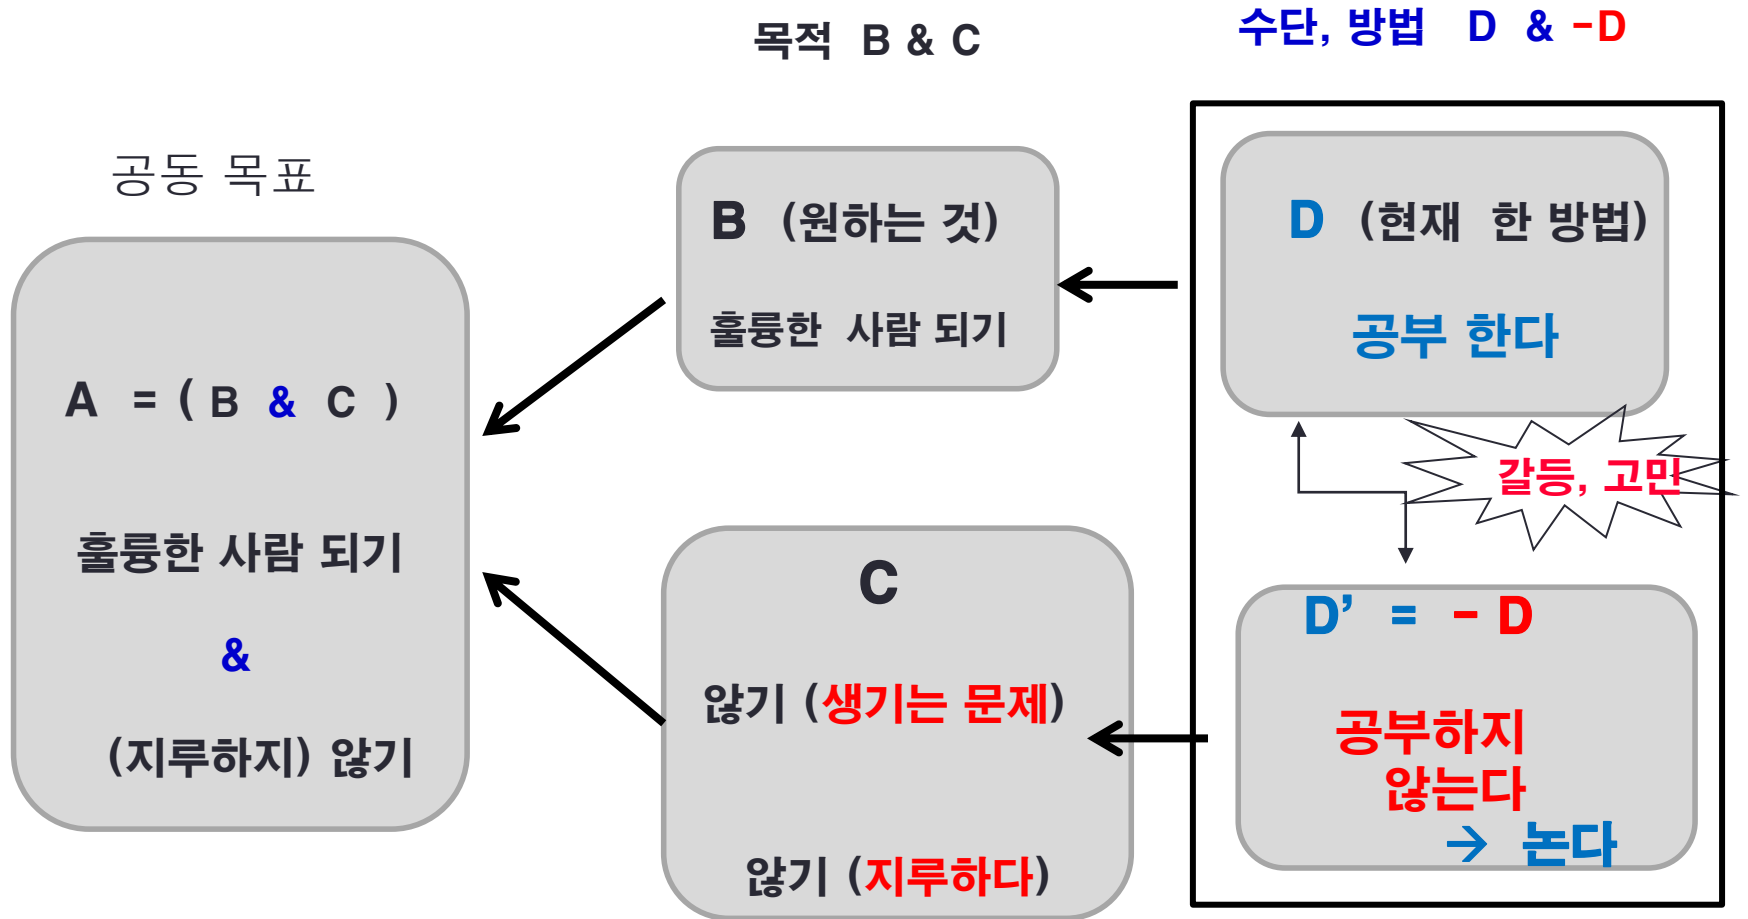 목적 B & C
수단, 방법 D & -D
공동 목표
A = ( B & C )
훌륭한 사람 되기
&
(지루하지) 않기
B (원하는 것)
훌륭한 사람 되기
C
않기 (생기는 문제)
않기 (지루하다)
D (현재 한 방법)
공부 한다
갈등, 고민
D’ = - D
공부하지
않는다
→ 논다